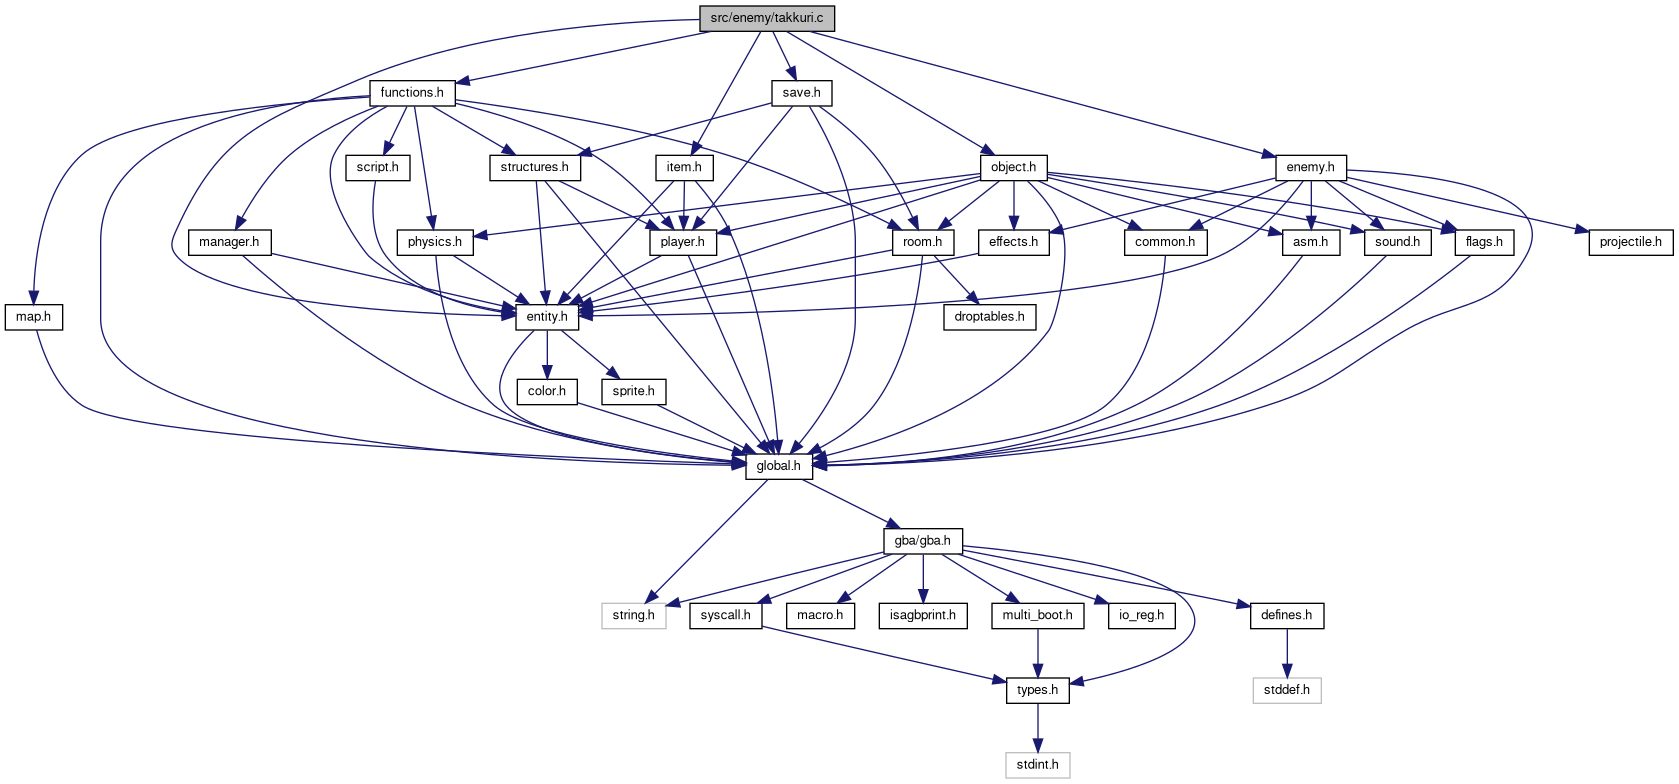 src/enemy/takkuri.c
functions.h
save.h
script.h
structures.h
item.h
object.h
enemy.h
manager.h
physics.h
player.h
room.h
effects.h
common.h
asm.h
sound.h
flags.h
projectile.h
map.h
entity.h
droptables.h
color.h
sprite.h
global.h
gba/gba.h
string.h
syscall.h
macro.h
isagbprint.h
multi_boot.h
io_reg.h
defines.h
types.h
stddef.h
stdint.h